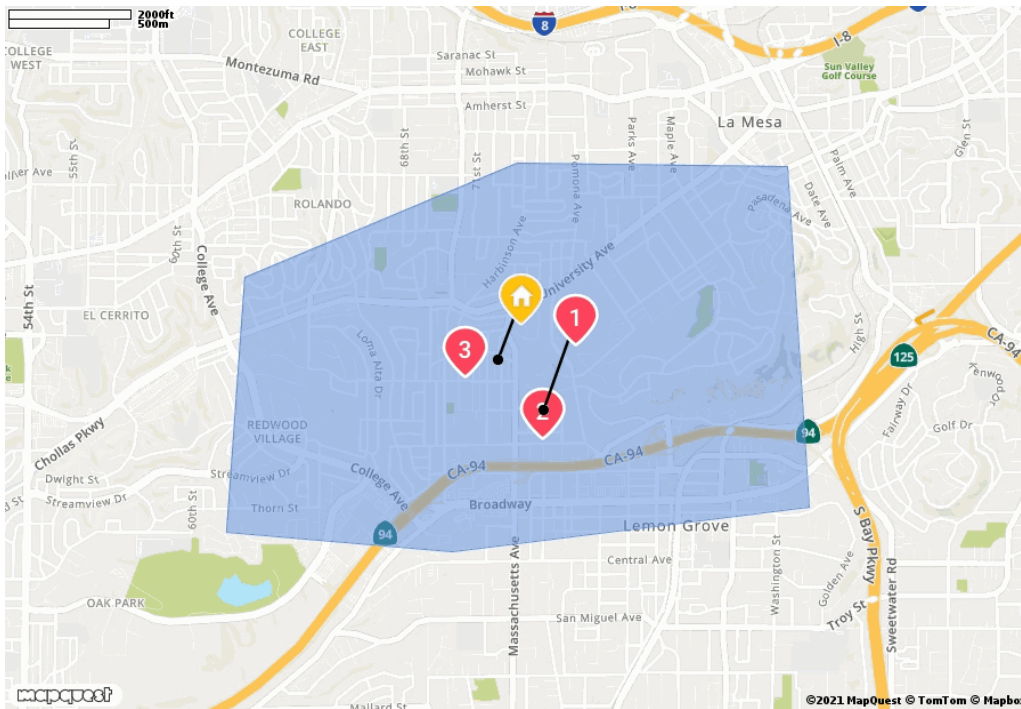 2000ft
500m
I-8
8
I-8
COLLEGE
WEST
COLLEGE
EAST
Saranac St
Mohawk St
Montezuma Rd
Sun Valley
Golf Course
Amherst St
La Mesa
55th St
68th St
71st St
Parks Ave
Maple Ave
Glen St
Palm Ave
Pomona Ave
Date Ave
Pasadena Ave
ROLANDO
60th St
College Ave
Harbinson Ave
University Ave
54th St
EL CERRITO
1
3
2
High St
CA-94
125
Kenwood Dr
Loma Alta Dr
Fairway Dr
Golf Dr
Chollas Pkwy
REDWOOD
VILLAGE
94
CA-94
CA-94
College Ave
Dwight St
Streamview Dr
Streamview Dr
Thorn St
60th St
Broadway
Lemon Grove
94
S Bay Pkwy
Massachusetts Ave
Central Ave
Washington St
Golden Ave
Sweetwater Rd
OAK PARK
San Miguel Ave
Troy St
mapquest
Mallard St
©2021 MapQuest © TomTom © Mapbo